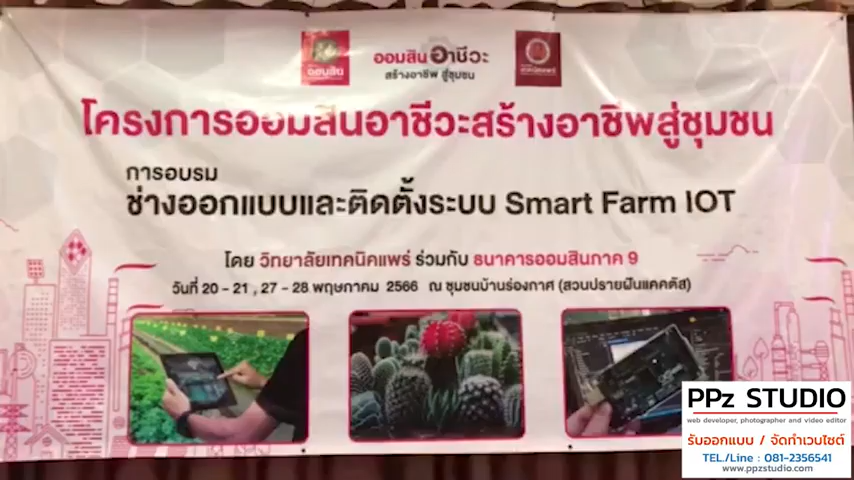 ออมสิน
ออมสิน อาชีวะ
สร้างอาชีพ สู่ชุมชน
โครงการออมสินอาชีวะสร้างอาชีพสู่ชุมชน
การอบรม
ช่างออกแบบและติดตั้งระบบ Smart Farm IOT
โดย วิทยาลัยเทคนิคแพร่ ร่วมกับ ธนาคารออมสินภาค 9
วันที่ 20 - 21 , 27 - 28 พฤษภาคม 2566 ณ ชุมชนบ้านร่องกาศ (สวนปรายฝนแคคตัส)
PPz STUDIO
web developer, photographer and video editor
รับออกแบบ / จัดทำเวบไซต์
TEL./Line : 081-2356541
www.ppzstudio.com